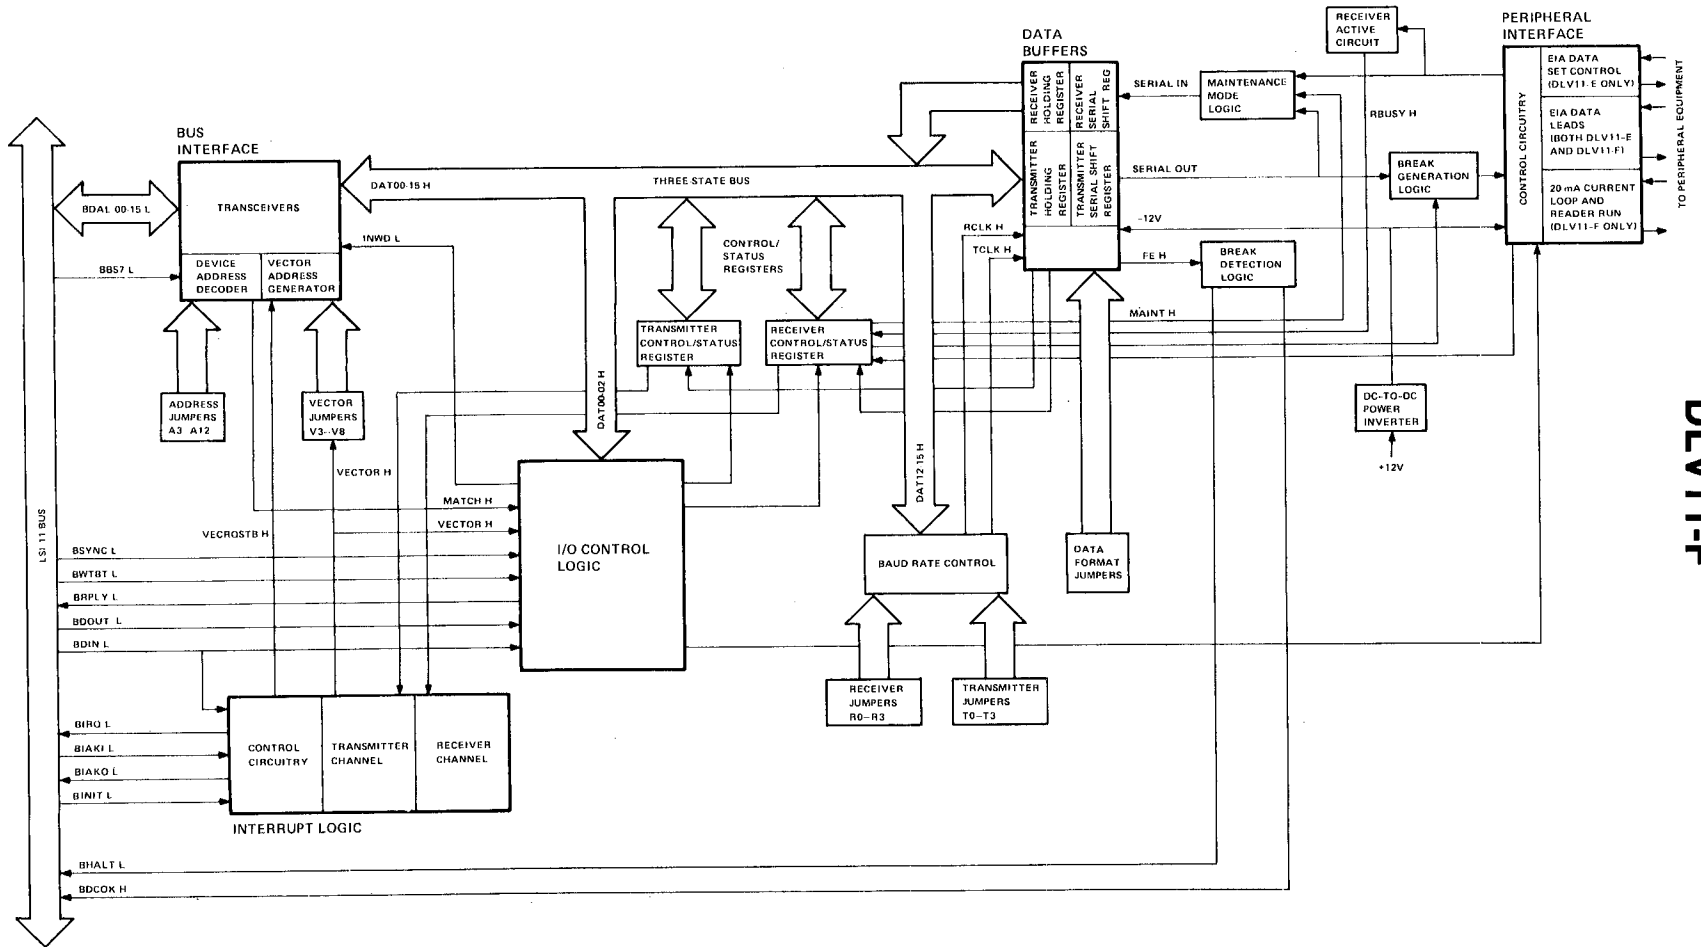 RECEIVER
ACTIVE
CIRCUIT
PERIPHERAL
INTERFACE
DATA
BUFFERS
RECEIVER
HOLDING
REGISTER
RECEIVER
SERIAL
SHIFT REG
SERIAL IN
MAINTENANCE
MODE
LOGIC
RBUSY H
CONTROL CIRCUITRY
EIA DATA
SET CONTROL
(DLV11-E ONLY)
EIA DATA
LEADS
(BOTH DLV11-E
AND DLV11-F)
20 mA CURRENT
LOOP AND
READER RUN
(DLV11-F ONLY)
TO PERIPHERAL EQUIPMENT
BUS
INTERFACE
TRANSCEIVERS
BDAL 00-15 L
DAT00-15 H
THREE-STATE BUS
TRANSMITTER
HOLDING
REGISTER
TRANSMITTER
SERIAL SHIFT
REGISTER
SERIAL OUT
BREAK
GENERATION
LOGIC
-12V
INWD L
CONTROL/
STATUS
REGISTERS
RCLK H
TCLK H
FE H
BREAK
DETECTION
LOGIC
BBS7 L
DEVICE
ADDRESS
DECODER
VECTOR
ADDRESS
GENERATOR
MAINT H
TRANSMITTER
CONTROL/STATUS
REGISTER
RECEIVER
CONTROL/STATUS
REGISTER
ADDRESS
JUMPERS
A3 A12
VECTOR
JUMPERS
V3--V8
DAT00-02 H
DC-TO-DC
POWER
INVERTER
+12V
DLV11-F
VECTOR H
MATCH H
VECTOR H
VECROSTB H
DAT12 15 H
I/O CONTROL
LOGIC
BAUD RATE CONTROL
DATA
FORMAT
JUMPERS
LSI 11 BUS
BSYNC L
BWTBT L
BRPLY L
BDOUT L
BDIN L
RECEIVER
JUMPERS
R0-R3
TRANSMITTER
JUMPERS
T0-T3
BIRQ L
BIAKI L
BIAKO L
BINIT L
CONTROL
CIRCUITRY
TRANSMITTER
CHANNEL
RECEIVER
CHANNEL
INTERRUPT LOGIC
BHALT L
BDCOK H